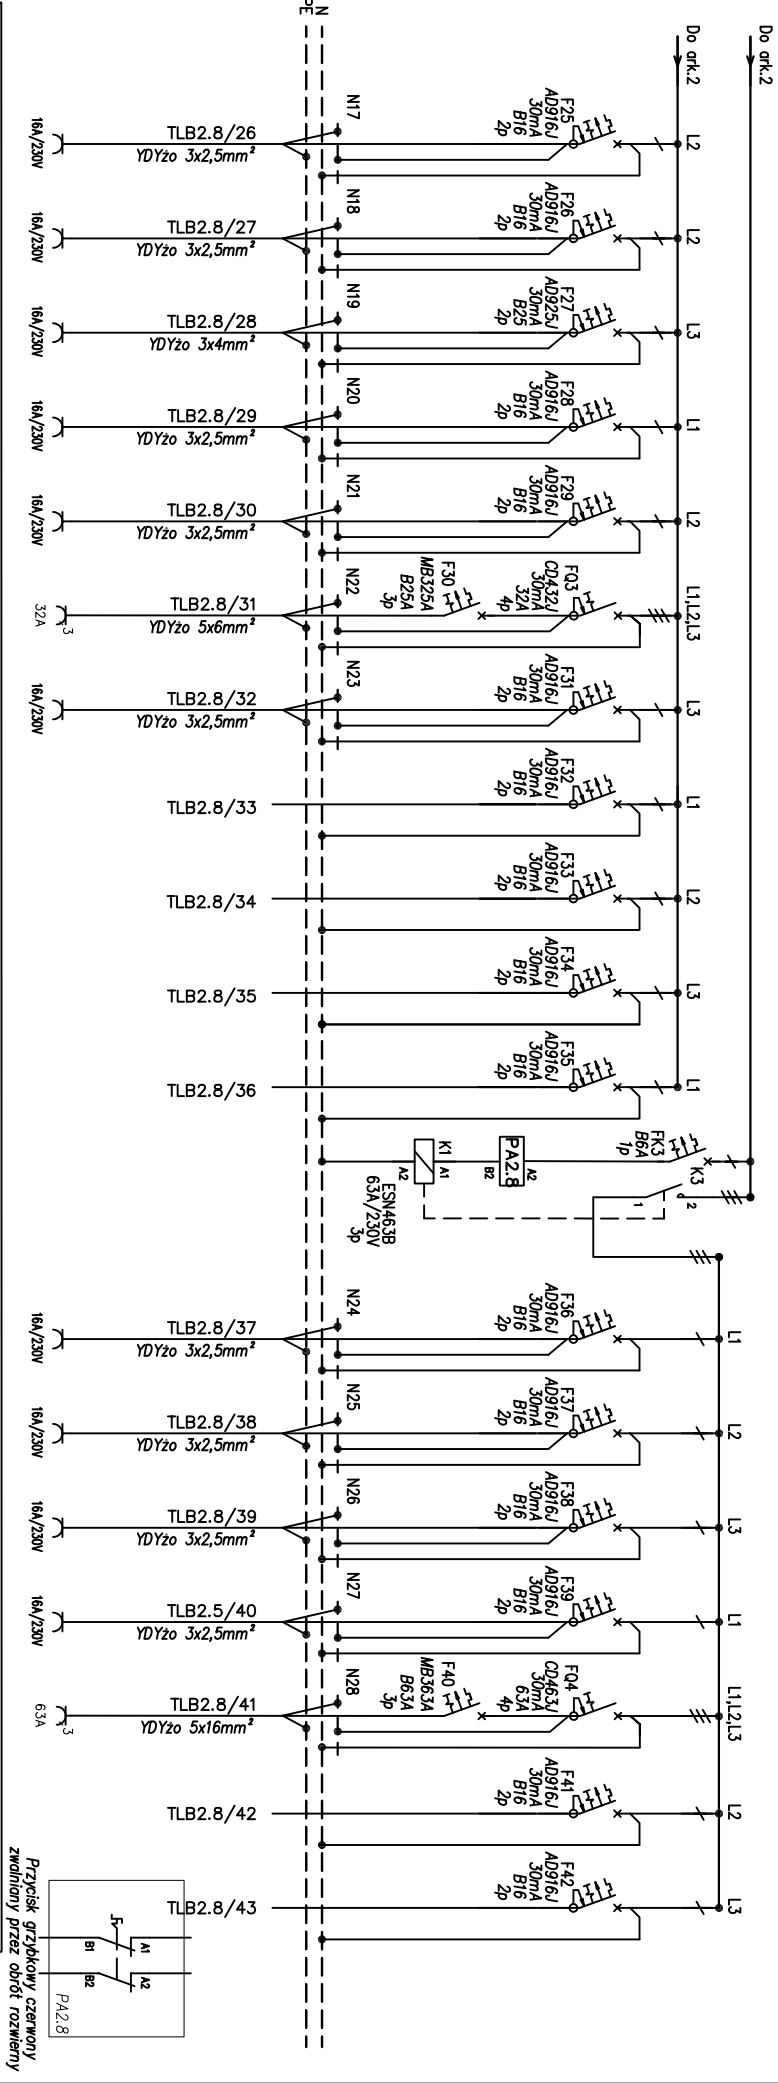 Do ark.2
Do ark.2
N
PE
L2
F25
AD916J
30mA
B16
2p
N17
TLB2.8/26
YDYżo 3x2,5mm²
16A/230V
L2
F26
AD916J
30mA
B16
2p
N18
TLB2.8/27
YDYżo 3x2,5mm²
16A/230V
L3
F27
AD925J
30mA
B25
2p
N19
TLB2.8/28
YDYżo 3x4mm²
16A/230V
L1
F28
AD916J
30mA
B16
2p
N20
TLB2.8/29
YDYżo 3x2,5mm²
16A/230V
L2
F29
AD916J
30mA
B16
2p
N21
TLB2.8/30
YDYżo 3x2,5mm²
16A/230V
L1,L2,L3
FQ3
CD432J
30mA
32A
4p
F30
MB325A
B25A
3p
N22
TLB2.8/31
YDYżo 5x6mm²
3
32A
L3
F31
AD916J
30mA
B16
2p
N23
TLB2.8/32
YDYżo 3x2,5mm²
16A/230V
L1
F32
AD916J
30mA
B16
2p
TLB2.8/33
L2
F33
AD916J
30mA
B16
2p
TLB2.8/34
L3
F34
AD916J
30mA
B16
2p
TLB2.8/35
L1
F35
AD916J
30mA
B16
2p
TLB2.8/36
FK3
B6A
1p
K3
1
2
PA2.8
A2
B2
K1
A1
A2
ESN463B
63A/230V
3p
L1
F36
AD916J
30mA
B16
2p
N24
TLB2.8/37
YDYżo 3x2,5mm²
16A/230V
L2
F37
AD916J
30mA
B16
2p
N25
TLB2.8/38
YDYżo 3x2,5mm²
16A/230V
L3
F38
AD916J
30mA
B16
2p
N26
TLB2.8/39
YDYżo 3x2,5mm²
16A/230V
L1
F39
AD916J
30mA
B16
2p
N27
TLB2.5/40
YDYżo 3x2,5mm²
16A/230V
L1,L2,L3
FQ4
CD463J
30mA
63A
4p
F40
MB363A
B63A
3p
N28
TLB2.8/41
YDYżo 5x16mm²
3
63A
L2
F41
AD916J
30mA
B16
2p
TLB2.8/42
L3
F42
AD916J
30mA
B16
2p
TLB2.8/43
A1
A2
B1
B2
PA2.8
Przycisk grzybkowy czerwony
zwalniany przez obrót rozwierny